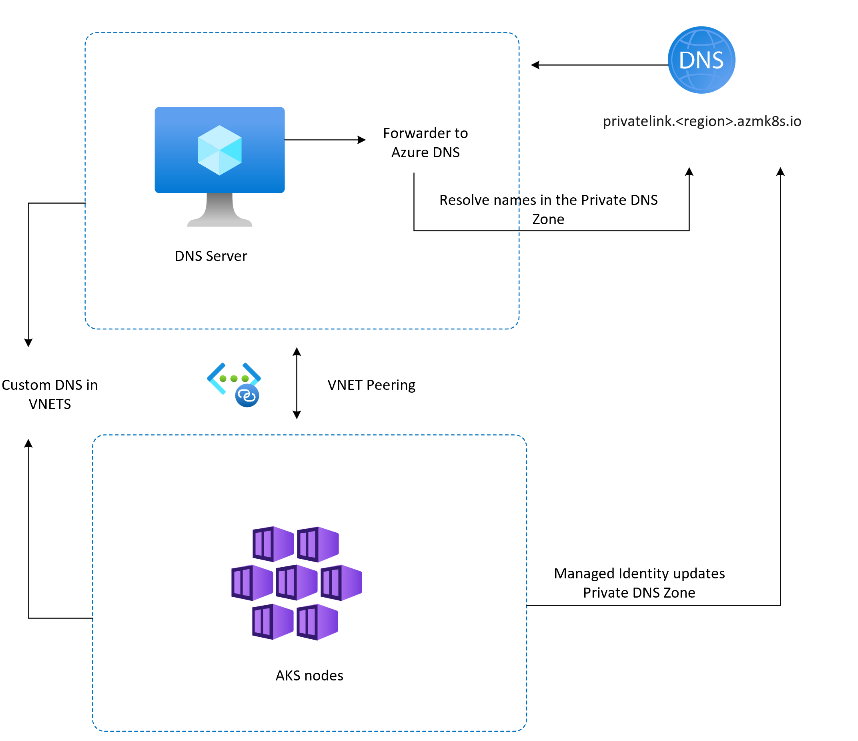 DNS
privatelink.<region>.azmk8s.io
Forwarder to
Azure DNS
Resolve names in the Private DNS
Zone
DNS Server
Custom DNS in
VNETS
VNET Peering
Managed Identity updates
Private DNS Zone
AKS nodes